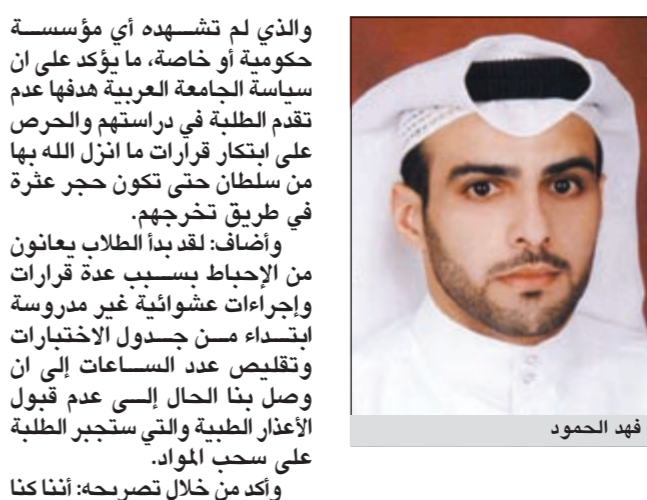 والذي لم تشهده أي مؤسسة
حكومية أو خاصة، ما يؤكد على ان
سياسة الجامعة العربية هدفها عدم
تقدم الطلبة في دراستهم والحرص
على ابتكار قرارات ما انزل الله بها
من سلطان حتى تكون حجر عثرة
في طريق تخرجهم.
وأضاف: لقد بدأ الطلاب يعانون
من الإحباط بسبب عدة قرارات
وإجراءات عشوائية غير مدروسة
ابتداء من جدول الاختبارات
وتقليص عدد الساعات إلى ان
وصل بنا الحال إلى عدم قبول
الأعذار الطبية والتي ستجبر الطلبة
على سحب المواد.
وأكد من خلال تصريحه: أننا كنا
فهد الحمود